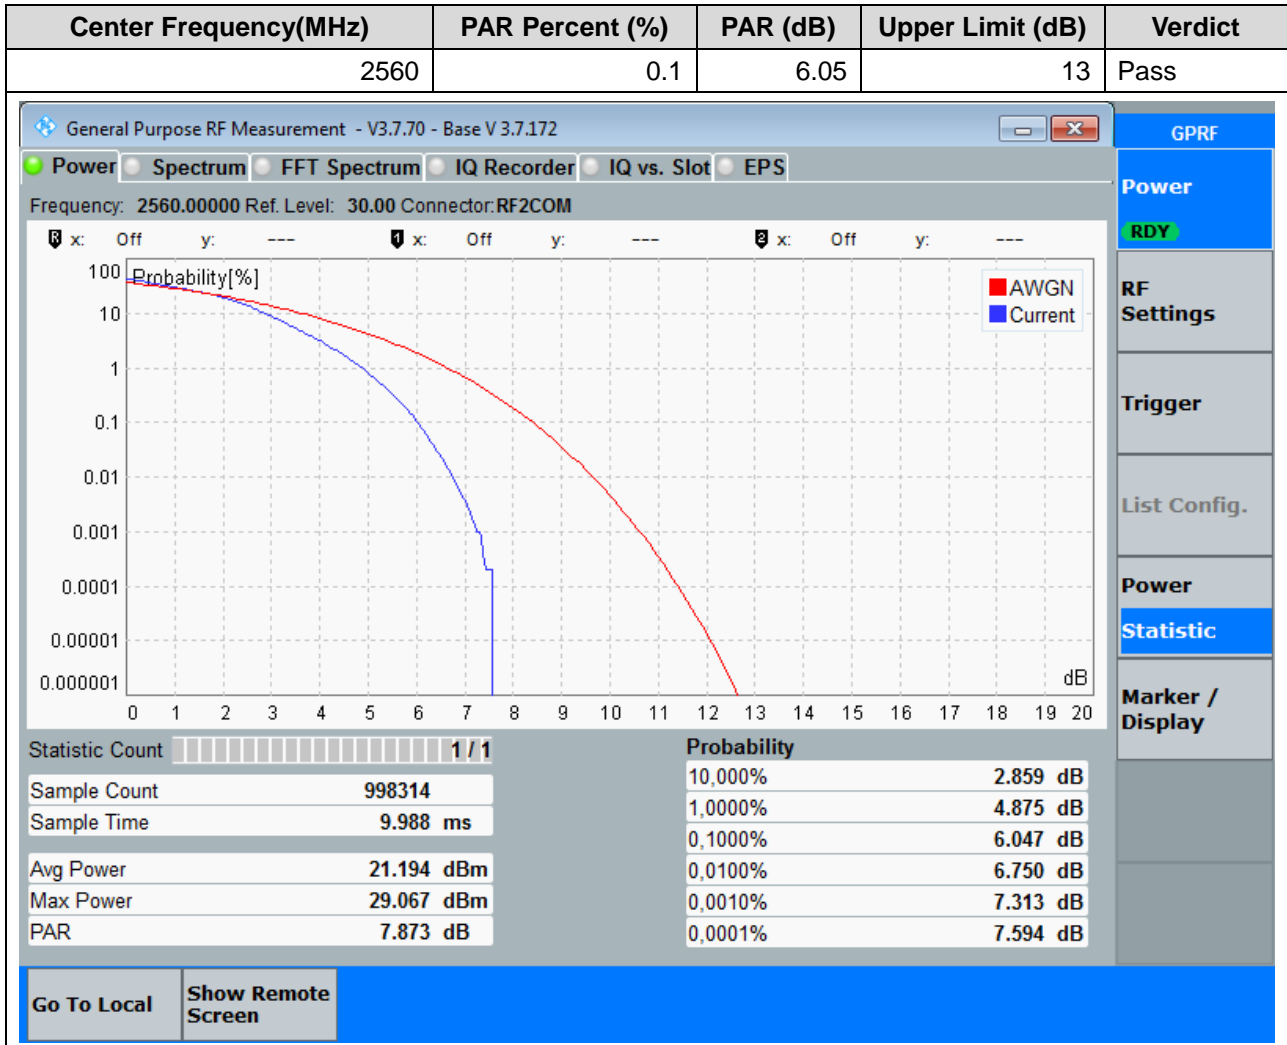 Center Frequency(MHz) PAR Percent (%) PAR (dB) Upper Limit (dB) Verdict
2560 0.1 6.05 13 Pass
General Purpose RF Measurement - V3.7.70 - Base V 3.7.172
GPRF
Power Spectrum FFT Spectrum IQ Recorder IQ vs. Slot EPS
Frequency: 2560.00000 Ref. Level: 30.00 Connector:RF2COM
R x: Off y: --- 1 x: Off y: --- 2 x: Off y: ---
Probability[%]
AWGN
Current
100
10
1
0.1
0.01
0.001
0.0001
0.00001
0.000001
dB
0 1 2 3 4 5 6 7 8 9 10 11 12 13 14 15 16 17 18 19 20
Statistic Count 1 / 1
Sample Count 998314
Sample Time 9.988 ms
Avg Power 21.194 dBm
Max Power 29.067 dBm
PAR 7.873 dB
Probability
10,000% 2.859 dB
1,0000% 4.875 dB
0,1000% 6.047 dB
0,0100% 6.750 dB
0,0010% 7.313 dB
0,0001% 7.594 dB
Power
RDY
RF
Settings
Trigger
List Config.
Power
Statistic
Marker /
Display
Go To Local
Show Remote
Screen